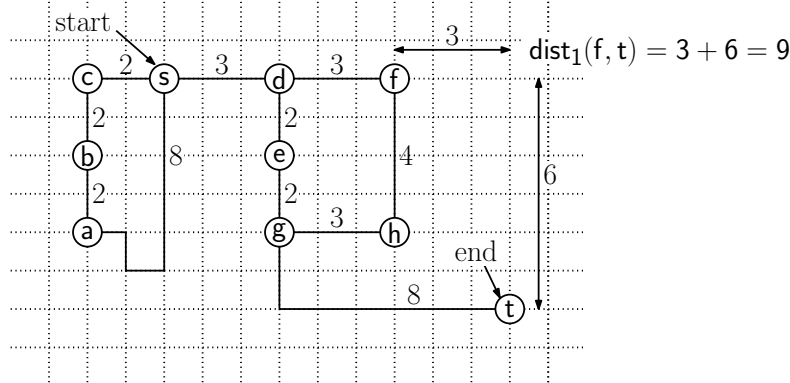 start
3
dist₁(f, t) = 3 + 6 = 9
c 2 s 3 d 3 f
2 2
b 8 e 4 6
2 2
a g 3 h
end
8 t